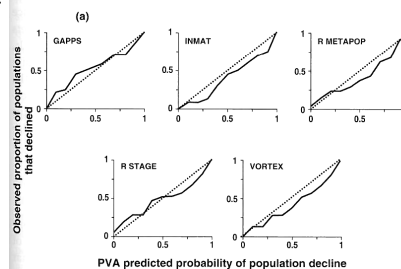 (a)
Observed proportion of populations
that declined
GAPPS
1
0.5
0
0 0.5 1
INMAT
1
0.5
0
0 0.5 1
R METAPOP
1
0.5
0
0 0.5
R STAGE
1
0.5
0
0 0.5 1
VORTEX
1
0.5
0
0 0.5 1
PVA predicted probability of population decline